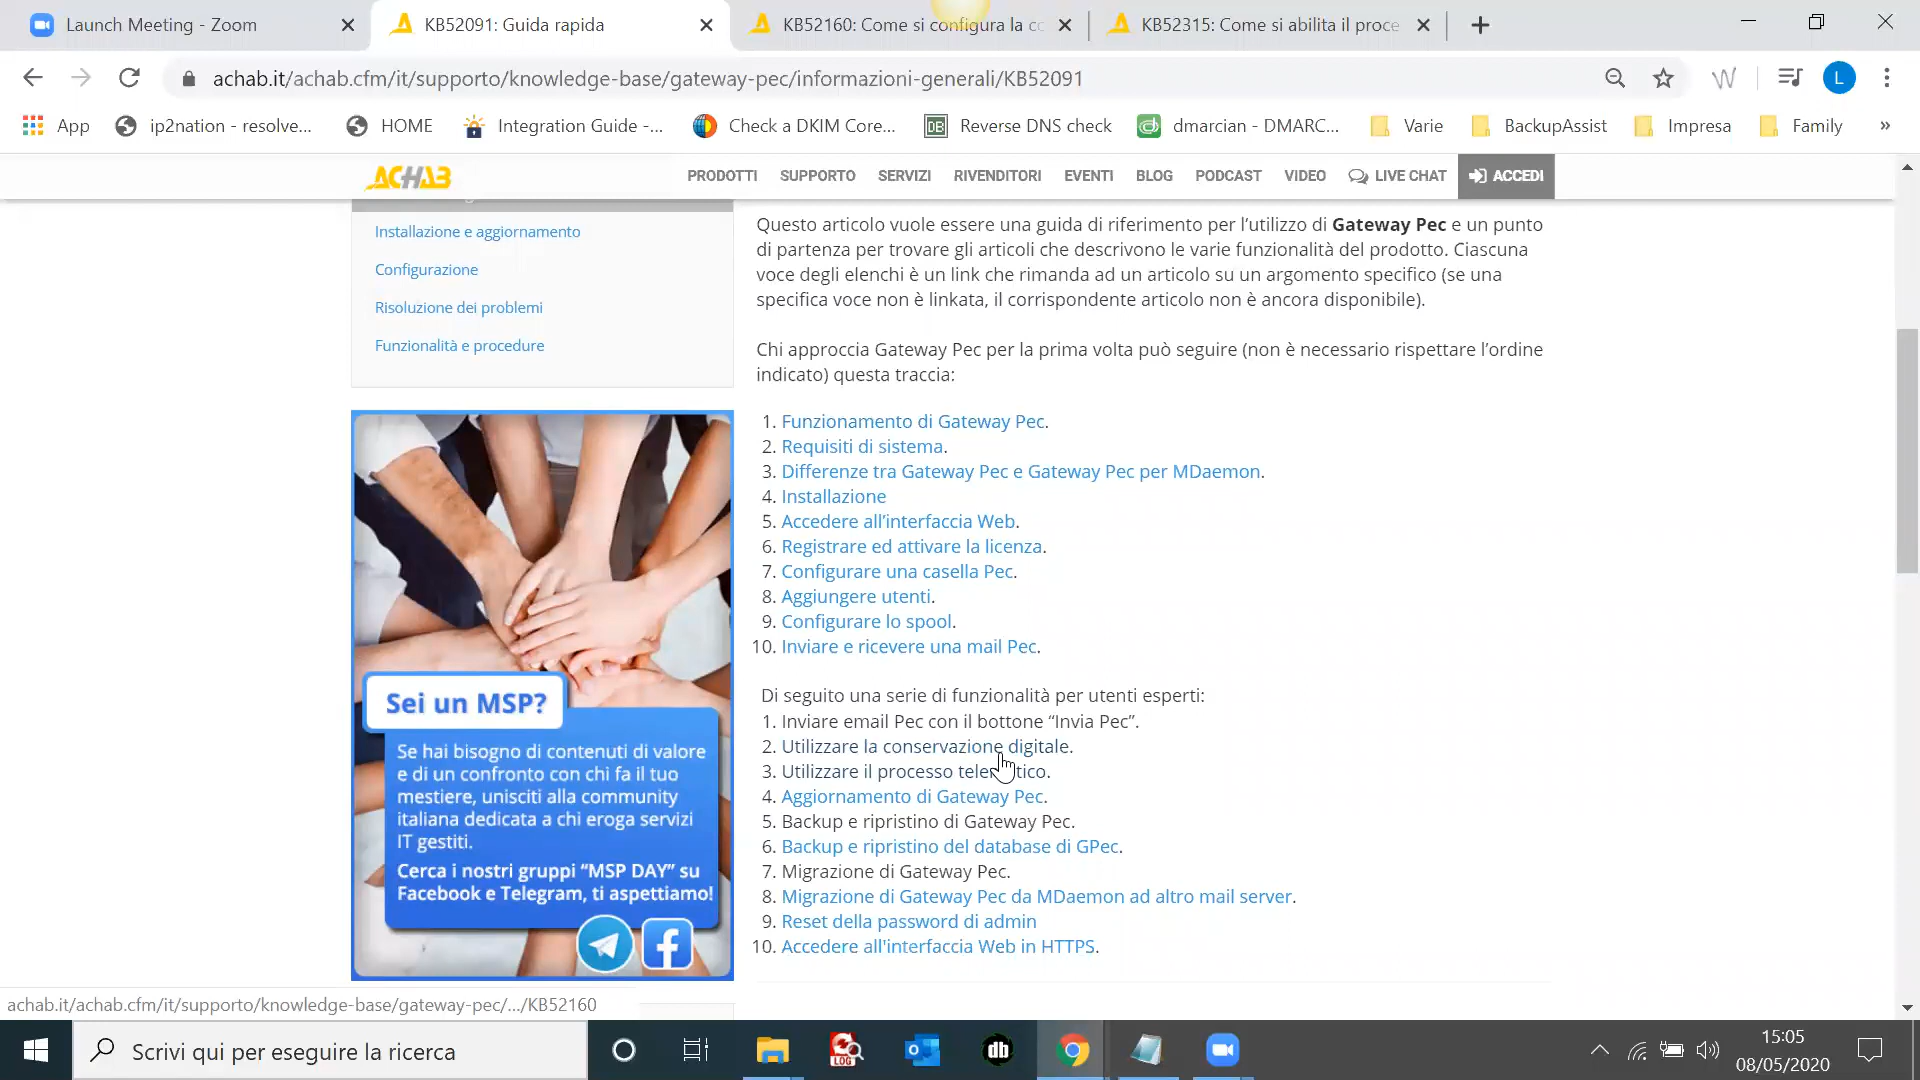 Launch Meeting - Zoom
KB52091: Guida rapida
KB52160: Come si configura la co
KB52315: Come si abilita il proce
achab.it/achab.cfm/it/supporto/knowledge-base/gateway-pec/informazioni-generali/KB52091
L
App
ip2nation - resolve...
HOME
Integration Guide -...
Check a DKIM Core...
DB
Reverse DNS check
dmarcian - DMARC...
Varie
BackupAssist
Impresa
Family
»
ACHAB
PRODOTTI
SUPPORTO
SERVIZI
RIVENDITORI
EVENTI
BLOG
PODCAST
VIDEO
LIVE CHAT
ACCEDI
Installazione e aggiornamento
Configurazione
Risoluzione dei problemi
Funzionalità e procedure
Questo articolo vuole essere una guida di riferimento per l'utilizzo di Gateway Pec e un punto
di partenza per trovare gli articoli che descrivono le varie funzionalità del prodotto. Ciascuna
voce degli elenchi è un link che rimanda ad un articolo su un argomento specifico (se una
specifica voce non è linkata, il corrispondente articolo non è ancora disponibile).
Chi approccia Gateway Pec per la prima volta può seguire (non è necessario rispettare l'ordine
indicato) questa traccia:
1. Funzionamento di Gateway Pec.
2. Requisiti di sistema.
3. Differenze tra Gateway Pec e Gateway Pec per MDaemon.
4. Installazione
5. Accedere all'interfaccia Web.
6. Registrare ed attivare la licenza.
7. Configurare una casella Pec.
8. Aggiungere utenti.
9. Configurare lo spool.
10. Inviare e ricevere una mail Pec.
Di seguito una serie di funzionalità per utenti esperti:
1. Inviare email Pec con il bottone “Invia Pec”.
2. Utilizzare la conservazione digitale.
3. Utilizzare il processo
4. Aggiornamento di Gateway Pec.
5. Backup e ripristino di Gateway Pec.
6. Backup e ripristino del database di GPec.
7. Migrazione di Gateway Pec.
8. Migrazione di Gateway Pec da MDaemon ad altro mail server.
9. Reset della password di admin
10. Accedere all'interfaccia Web in HTTPS.
Sei un MSP?
Se hai bisogno di contenuti di valore
e di un confronto con chi fa il tuo
mestiere, unisciti alla community
italiana dedicata a chi eroga servizi
IT gestiti.
Cerca i nostri gruppi “MSP DAY” su
Facebook e Telegram, ti aspettiamo!
achab.it/achab.cfm/it/supporto/knowledge-base/gateway-pec/.../KB52160
Scrivi qui per eseguire la ricerca
LOG
db
15:05
08/05/2020